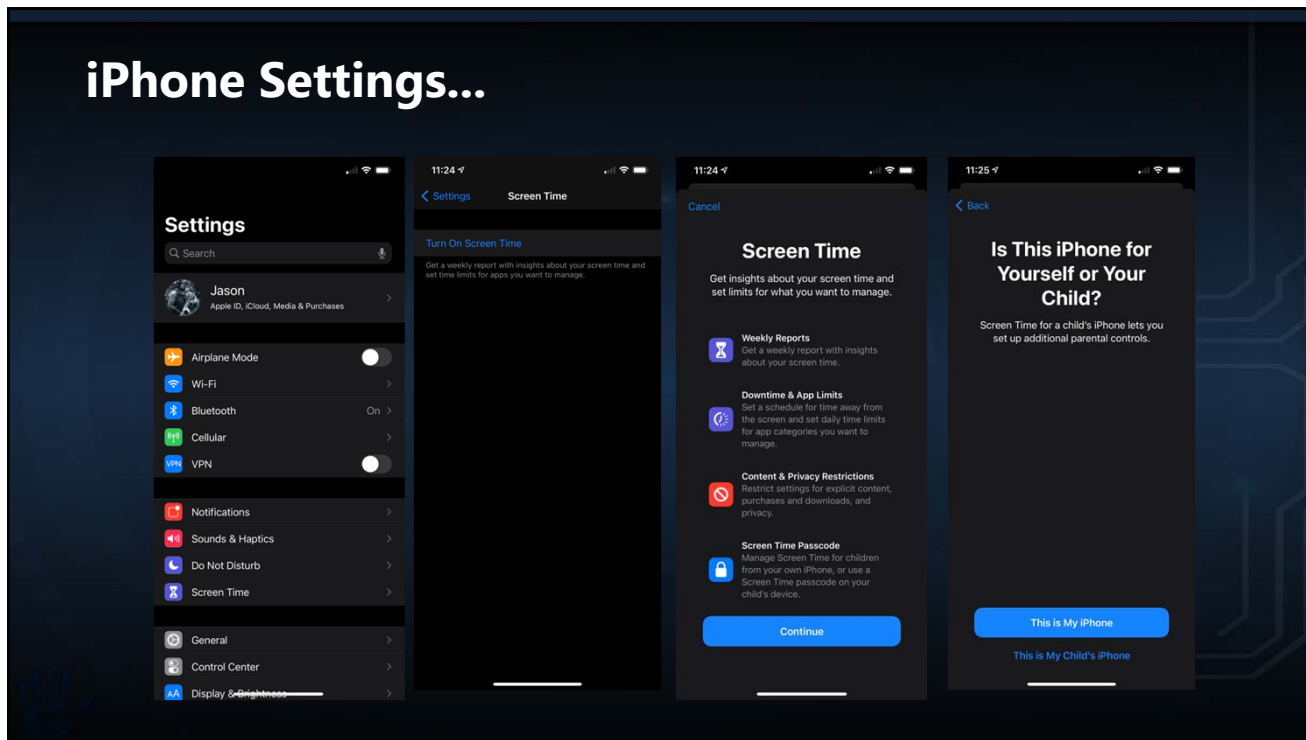 iPhone Settings...
Settings
Search
Jason
Apple ID, iCloud, Media & Purchases
Airplane Mode
Wi-Fi
Bluetooth On
Cellular
VPN VPN
Notifications
Sounds & Haptics
Do Not Disturb
Screen Time
General
Control Center
AA Display & Brightness
11:24
Settings Screen Time
Turn On Screen Time
Get a weekly report with insights about your screen time and
set time limits for apps you want to manage.
11:24
Cancel
Screen Time
Get insights about your screen time and
set limits for what you want to manage.
Weekly Reports
Get a weekly report with insights
about your screen time.
Downtime & App Limits
Set a schedule for time away from
the screen and set daily time limits
for app categories you want to
manage.
Content & Privacy Restrictions
Restrict settings for explicit content,
purchases and downloads, and
privacy.
Screen Time Passcode
Manage Screen Time for children
from your own iPhone, or use a
Screen Time passcode on your
child's device.
Continue
11:25
Back
Is This iPhone for
Yourself or Your
Child?
Screen Time for a child's iPhone lets you
set up additional parental controls.
This is My iPhone
This is My Child's iPhone